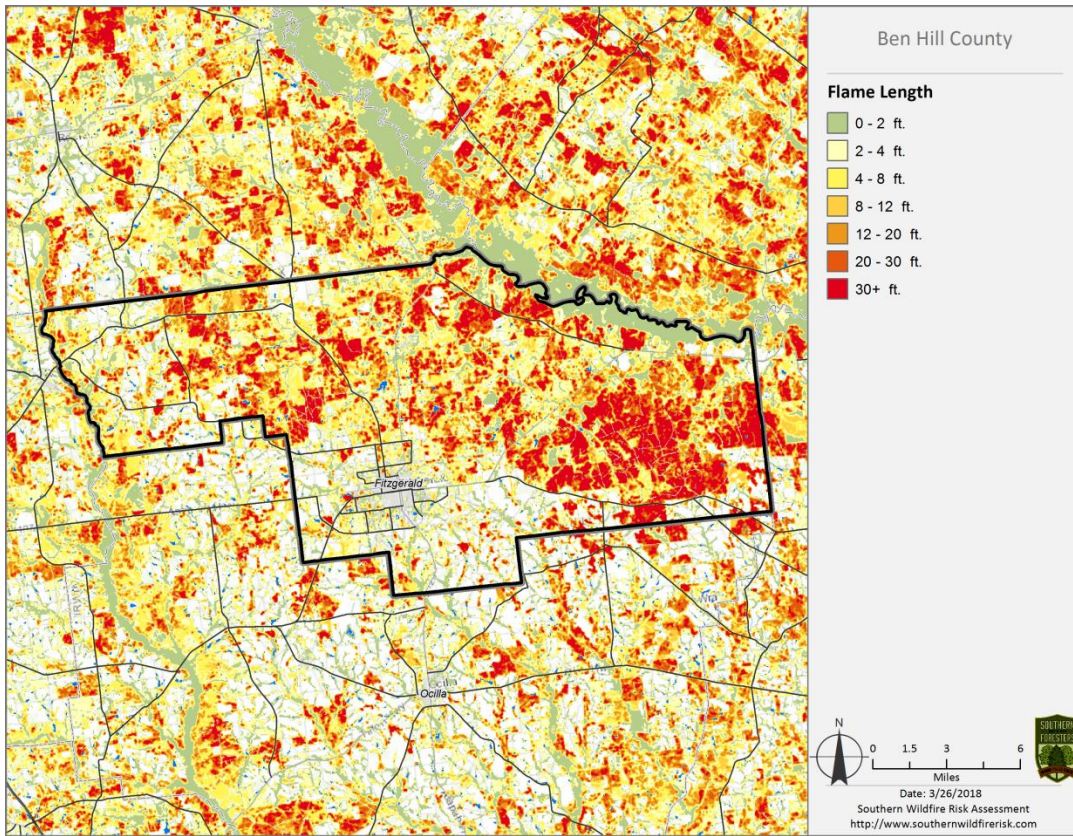 Ben Hill County
Flame Length
0 - 2 ft.
2 - 4 ft.
4 - 8 ft.
8 - 12 ft.
12 - 20 ft.
20 - 30 ft.
30+ ft.
Fitzgerald
Ocilla
N
0 1.5 3 6
Miles
SOUTHERN
FORESTERS
Date: 3/26/2018
Southern Wildfire Risk Assessment
http://www.southernwildfirerisk.com